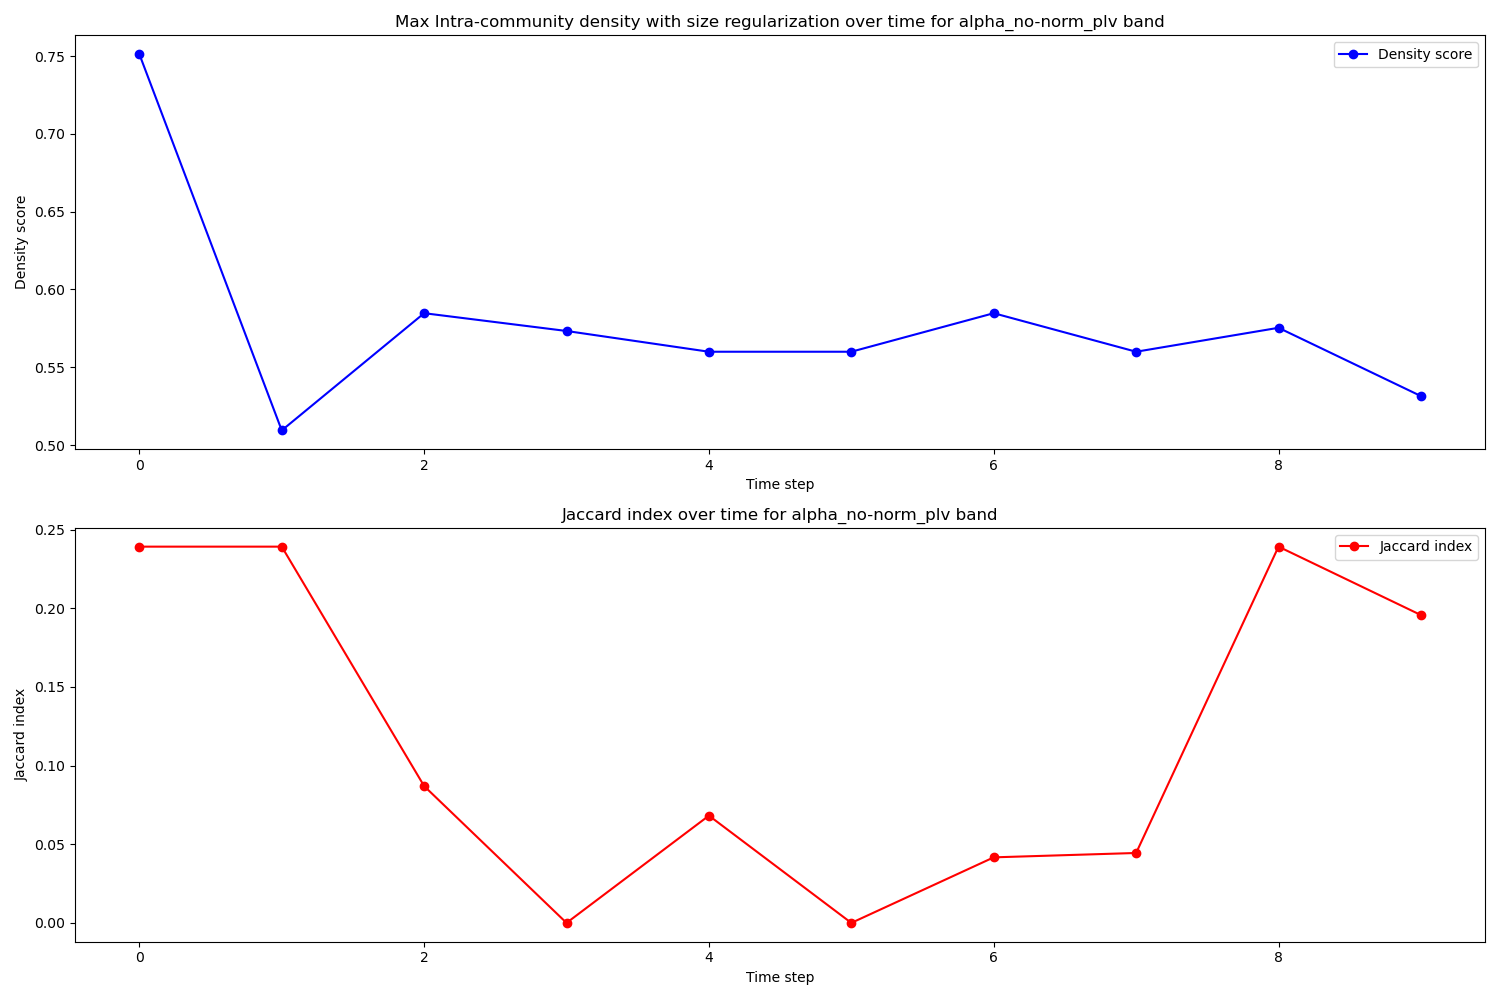 Max Intra-community density with size regularization over time for alpha_no-norm_plv band
Density score
0.75
0.70
0.65
0.60
0.55
0.50
Density score
0 2 4 6 8
Time step
Jaccard index over time for alpha_no-norm_plv band
Jaccard index
0.25
0.20
0.15
0.10
0.05
0.00
Jaccard index
0 2 4 6 8
Time step